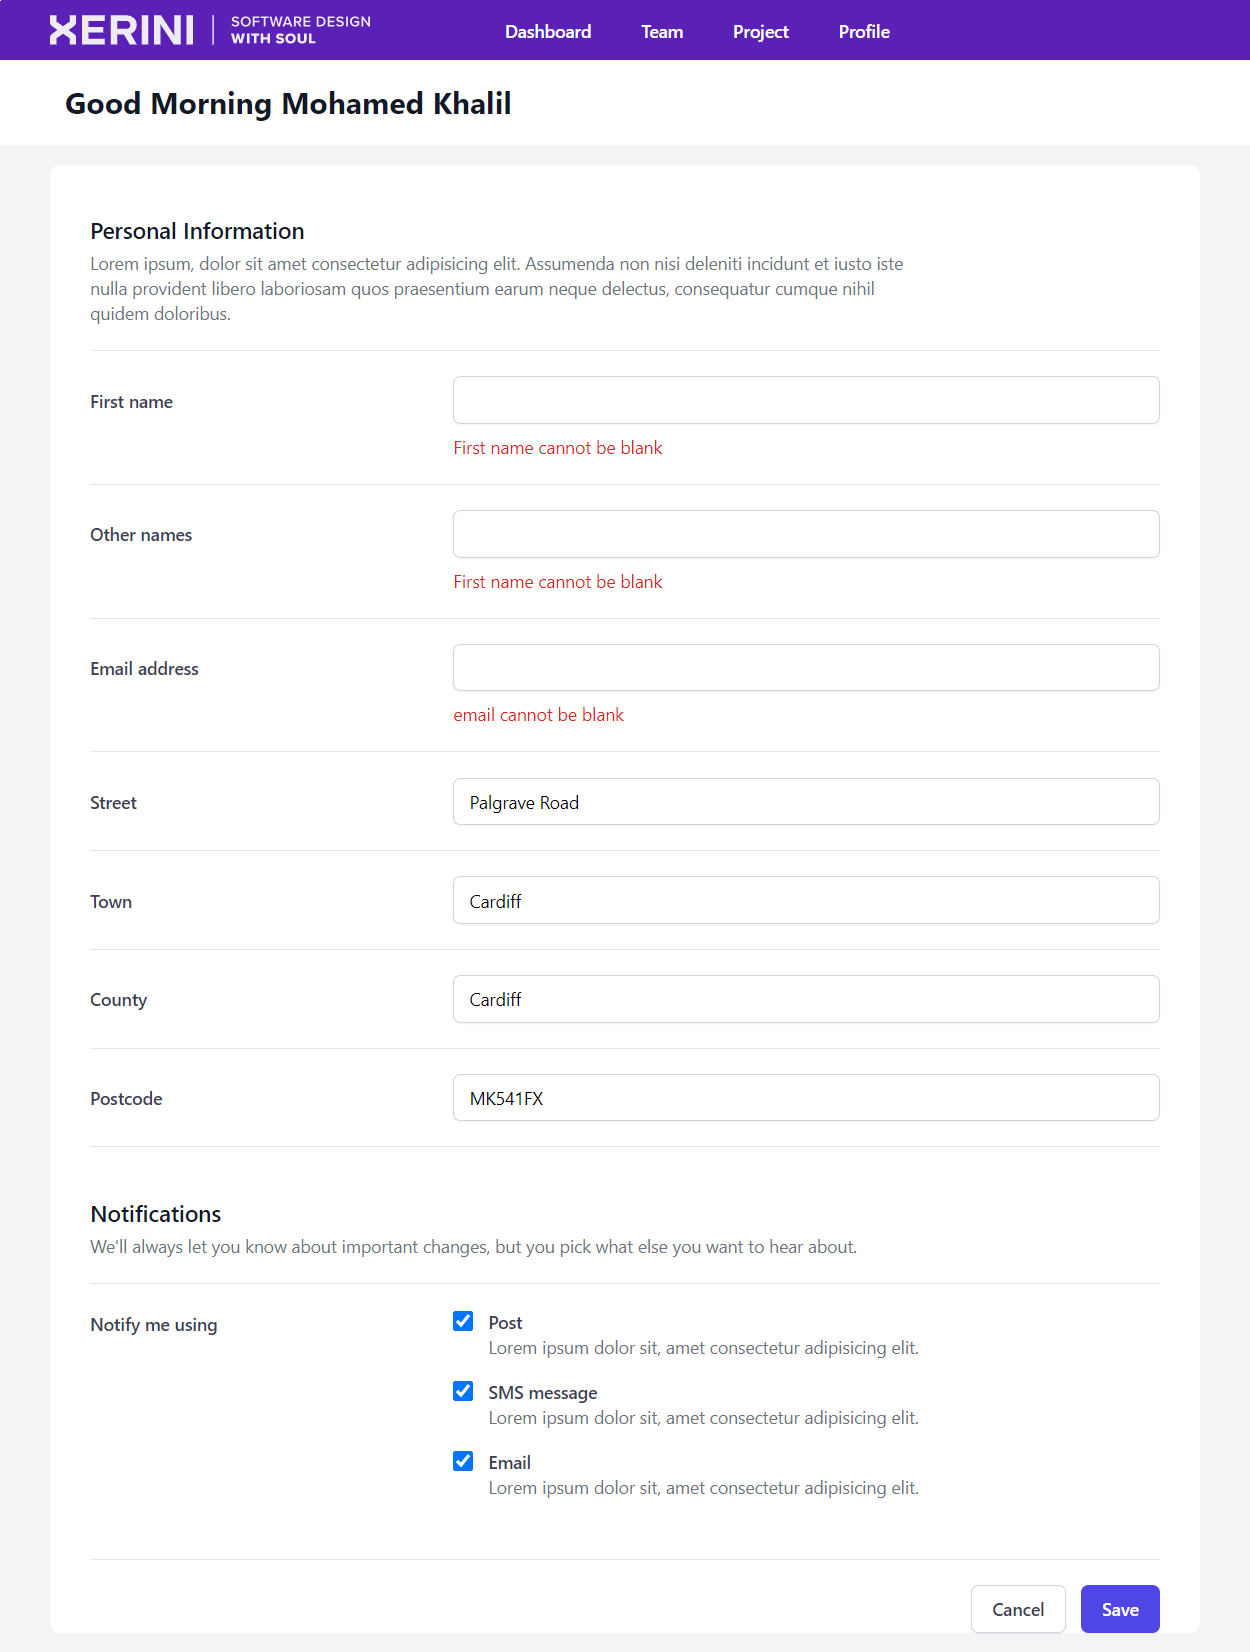 XERINI
SOFTWARE DESIGN
WITH SOUL
Dashboard
Team
Project
Profile
Good Morning Mohamed Khalil
Personal Information
Lorem ipsum, dolor sit amet consectetur adipisicing elit. Assumenda non nisi deleniti incidunt et iusto iste
nulla provident libero laboriosam quos praesentium earum neque delectus, consequatur cumque nihil
quidem doloribus.
First name
First name cannot be blank
Other names
First name cannot be blank
Email address
email cannot be blank
Street
Palgrave Road
Town
Cardiff
County
Cardiff
Postcode
MK541FX
Notifications
We'll always let you know about important changes, but you pick what else you want to hear about.
Notify me using
Post
Lorem ipsum dolor sit, amet consectetur adipisicing elit.
SMS message
Lorem ipsum dolor sit, amet consectetur adipisicing elit.
Email
Lorem ipsum dolor sit, amet consectetur adipisicing elit.
Cancel
Save